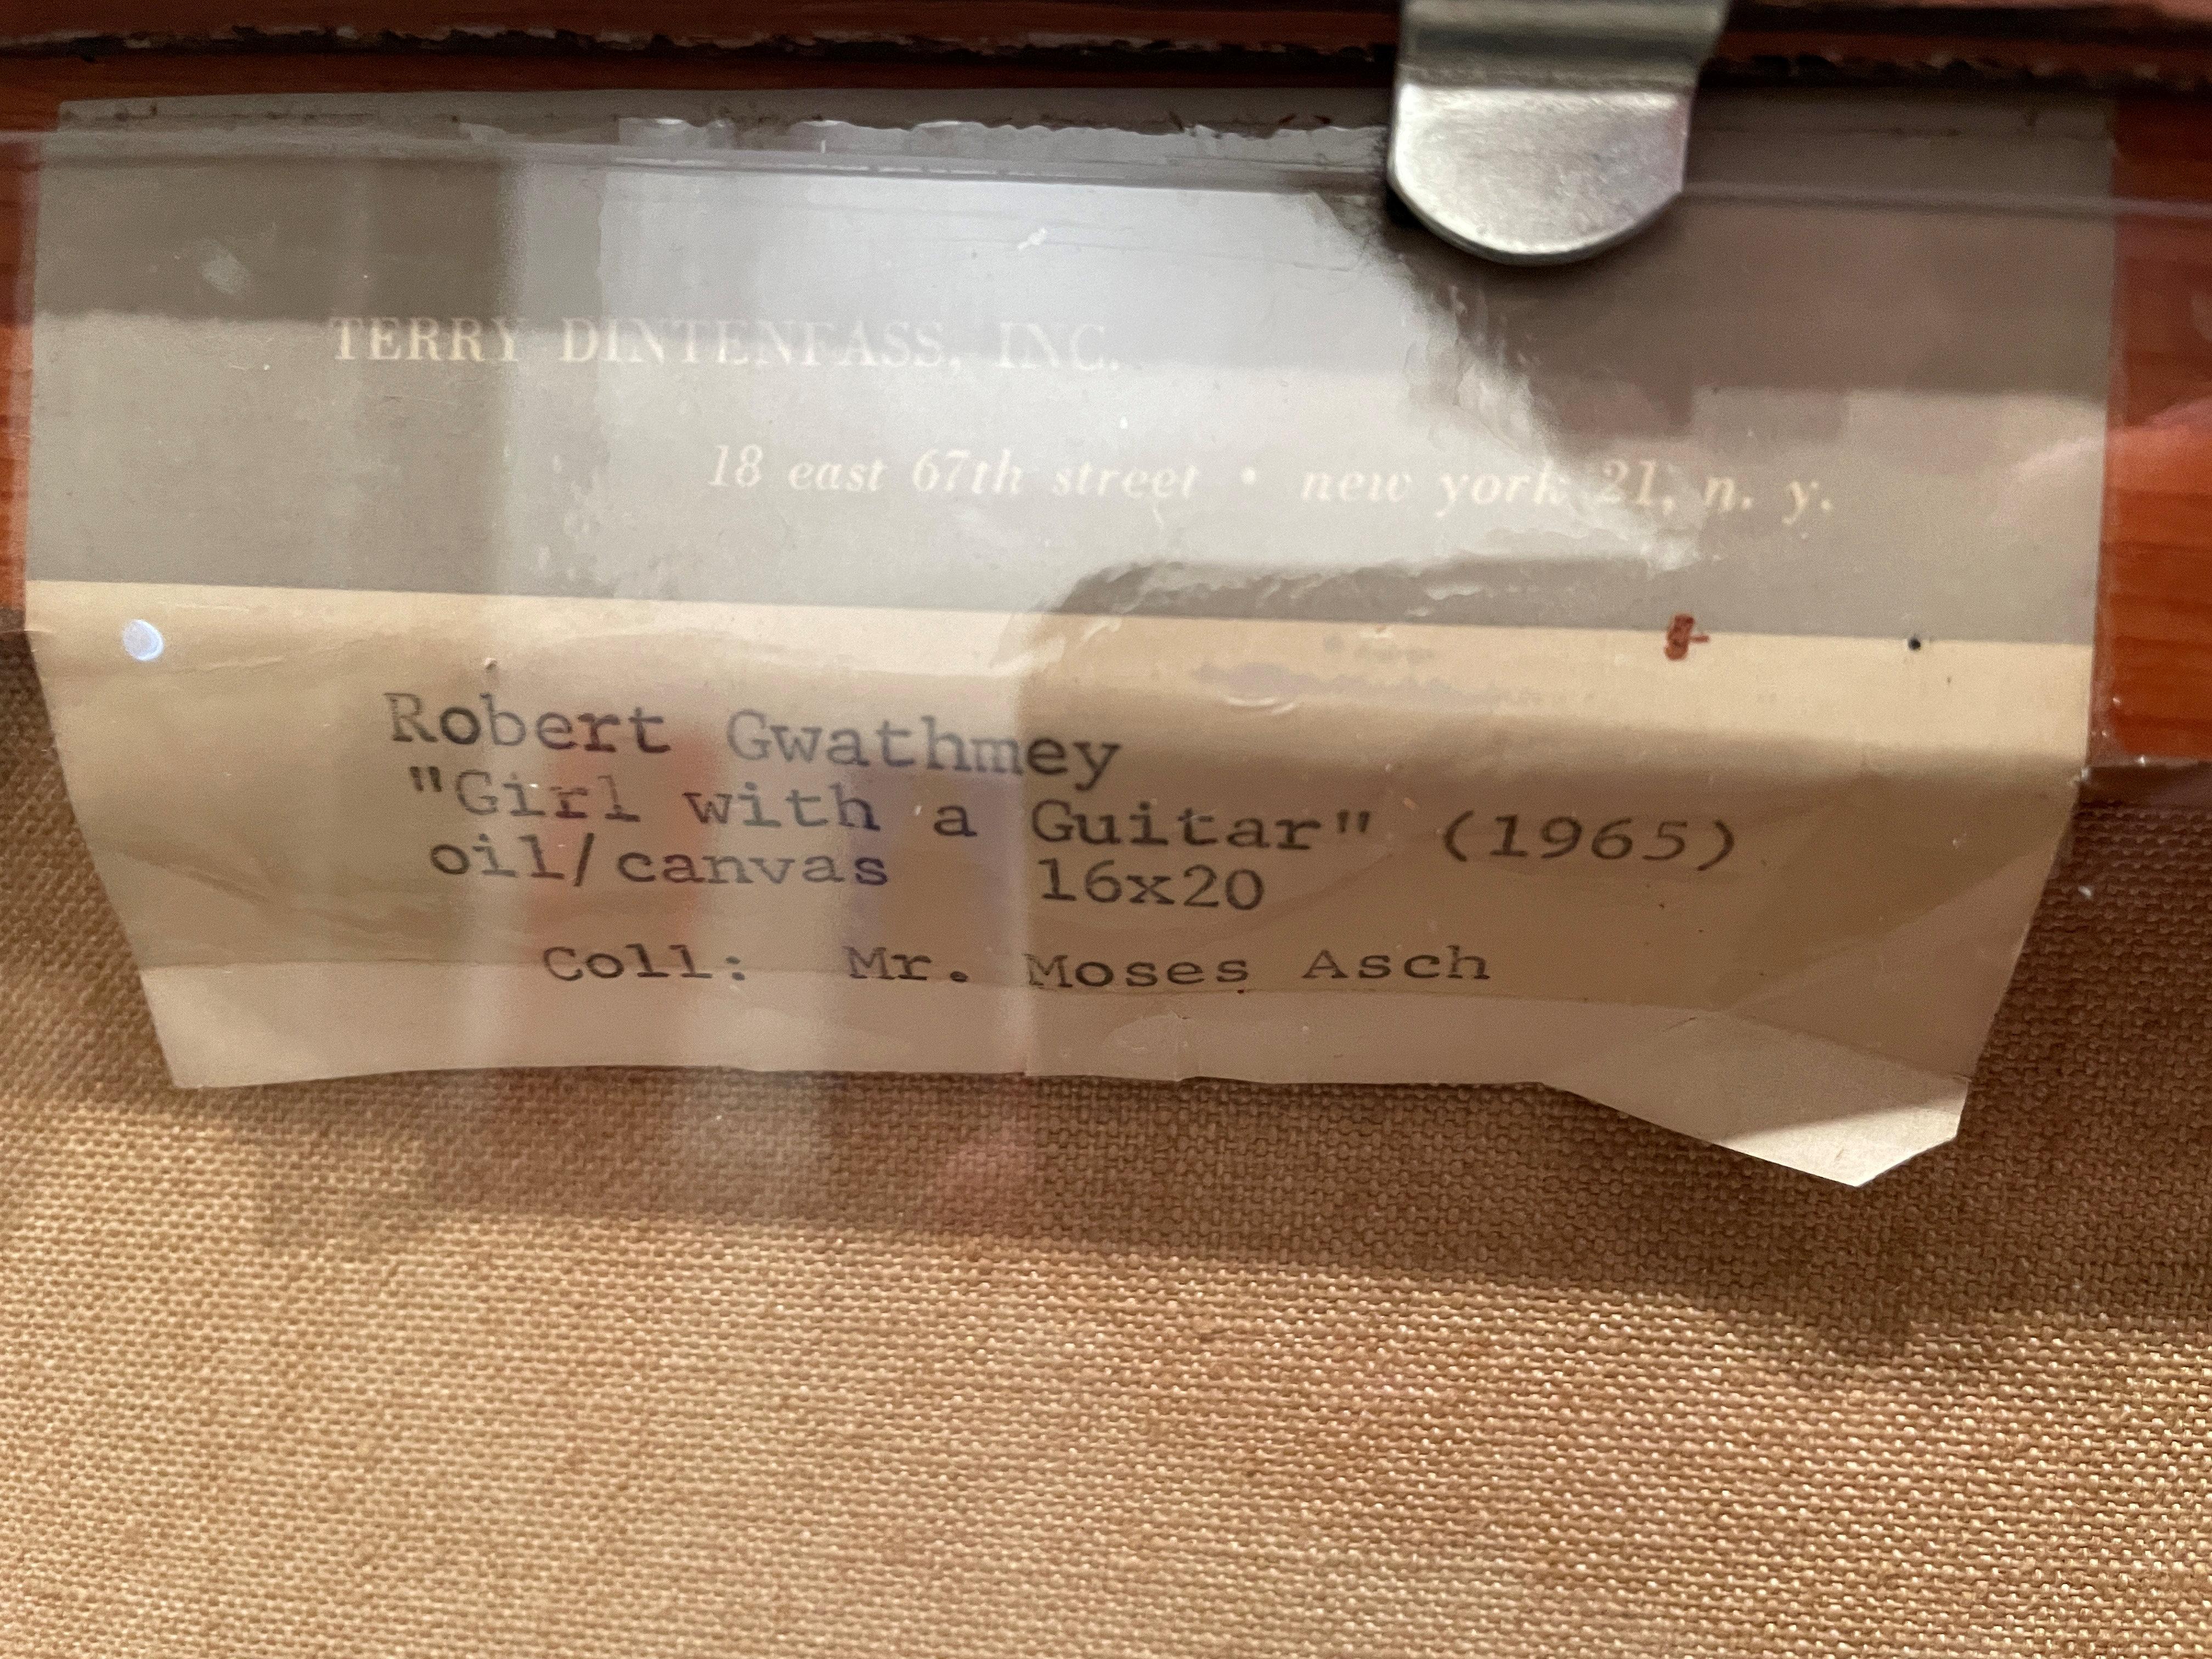 TERRY DINTENFASS, INC.
18 east 67th street • new york 21, n. y.
Robert Gwathmey
"Girl with a Guitar" (1965)
oil/canvas 16x20
Coll: Mr. Moses Asch